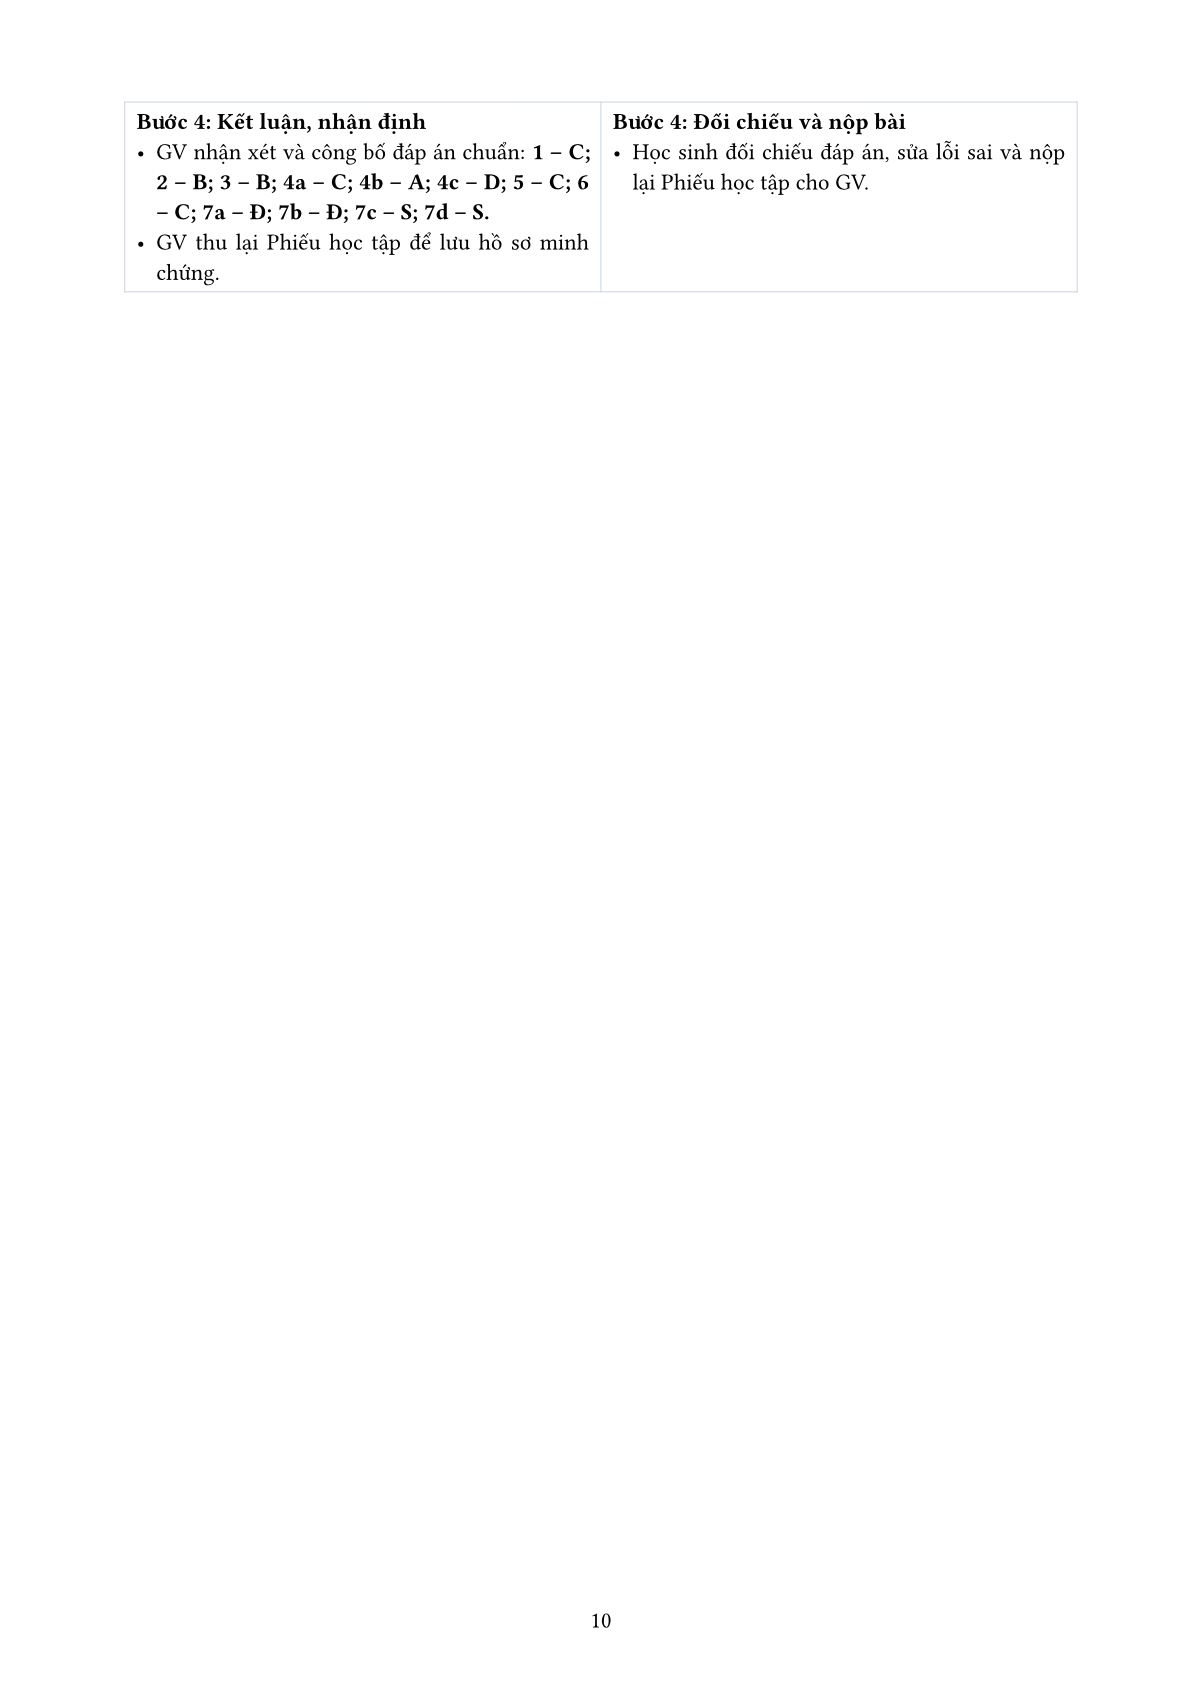 Bước 4: Kết luận, nhận định
• GV nhận xét và công bố đáp án chuẩn: 1 – C;
2 – B; 3 – B; 4a – C; 4b – A; 4c – D; 5 – C; 6
– C; 7a – Đ; 7b – Đ; 7c – S; 7d – S.
• GV thu lại Phiếu học tập để lưu hồ sơ minh
chứng.
Bước 4: Đối chiếu và nộp bài
• Học sinh đối chiếu đáp án, sửa lỗi sai và nộp
lại Phiếu học tập cho GV.
10